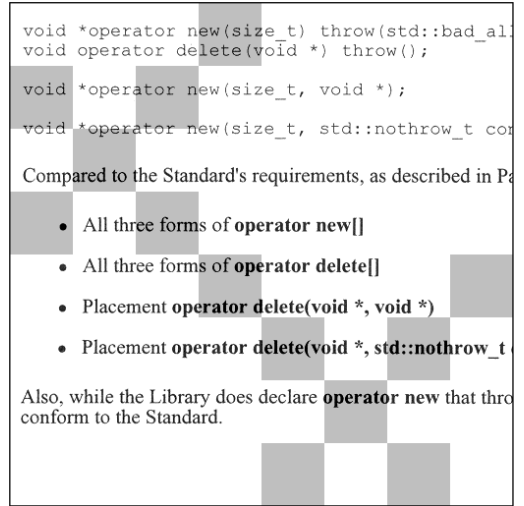 void *operator new(size_t) throw(std::bad_all
void operator delete(void *) throw();
void *operator new(size_t, void *);
void *operator new(size_t, std::nothrow_t con
Compared to the Standard's requirements, as described in Pa
• All three forms of operator new[]
• All three forms of operator delete[]
• Placement operator delete(void *, void *)
• Placement operator delete(void *, std::nothrow_t c
Also, while the Library does declare operator new that thro
conform to the Standard.